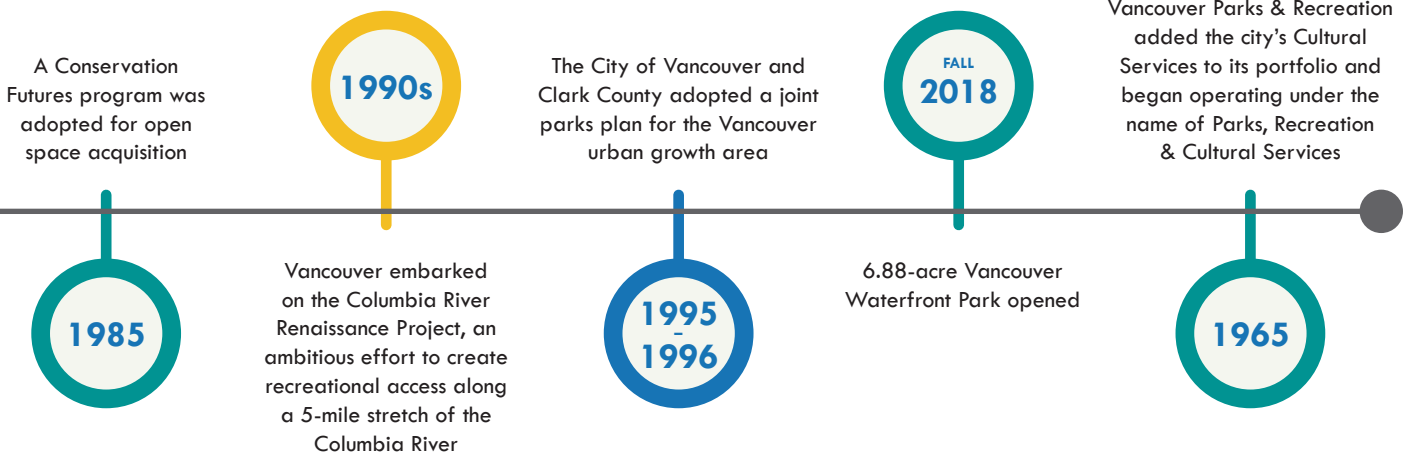 A Conservation
Futures program was
adopted for open
space acquisition
1985
1990s
Vancouver embarked
on the Columbia River
Renaissance Project, an
ambitious effort to create
recreational access along
a 5-mile stretch of the
Columbia River
The City of Vancouver and
Clark County adopted a joint
parks plan for the Vancouver
urban growth area
1995
–
1996
FALL
2018
6.88-acre Vancouver
Waterfront Park opened
Vancouver Parks & Recreation
added the city’s Cultural
Services to its portfolio and
began operating under the
name of Parks, Recreation
& Cultural Services
1965